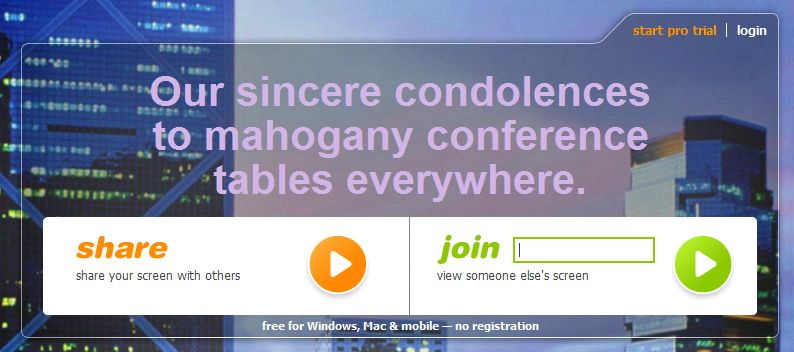 start pro trial | login
Our sincere condolences
to mahogany conference
tables everywhere.
share
share your screen with others
join
view someone else's screen
free for Windows, Mac & mobile — no registration